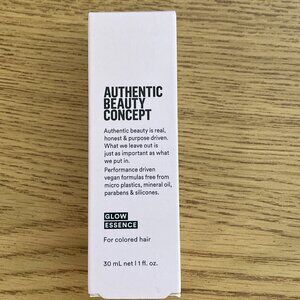 AUTHENTIC
BEAUTY
CONCEPT
Authentic beauty is real,
honest & purpose driven.
What we leave out is
just as important as what
we put in.
Performance driven
vegan formulas free from
micro plastics, mineral oil,
parabens & silicones.
GLOW
ESSENCE
For colored hair
30 mL net | 1 fl. oz.